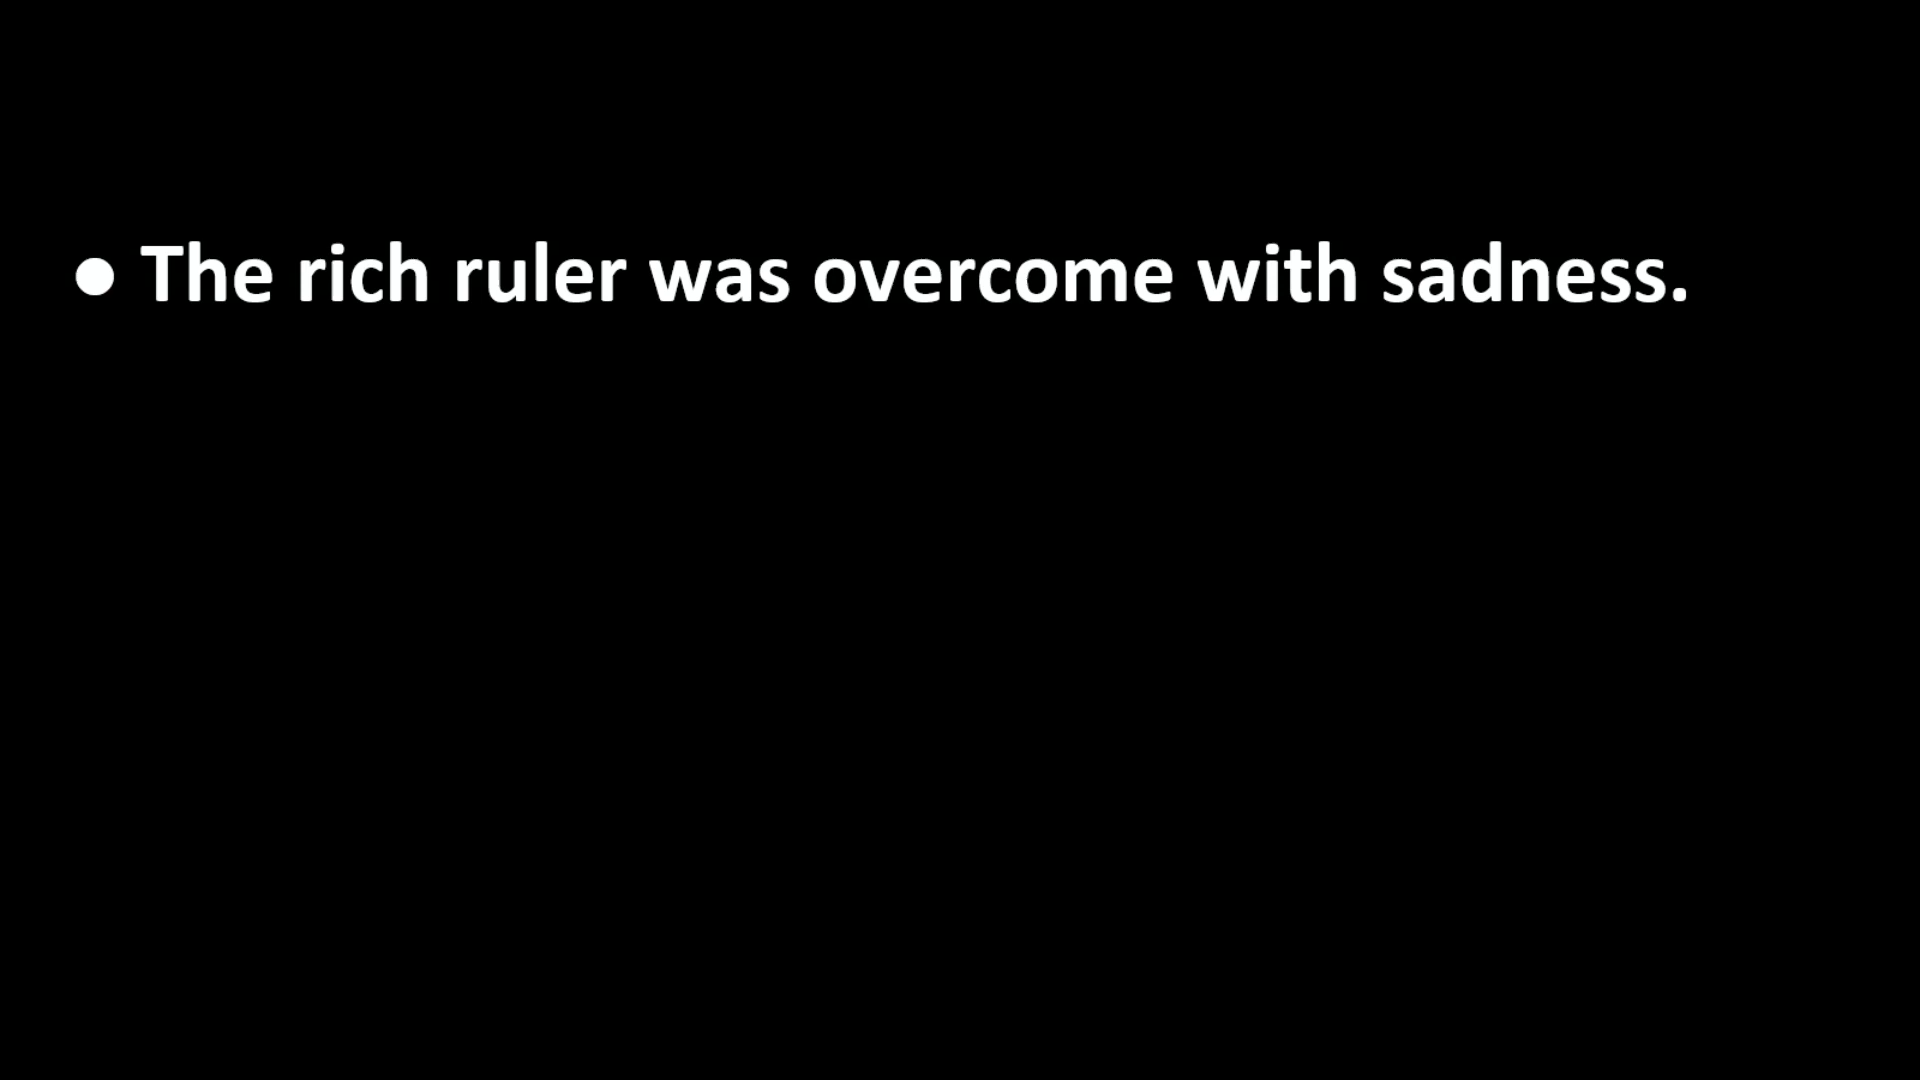 ● The rich ruler was overcome with sadness.